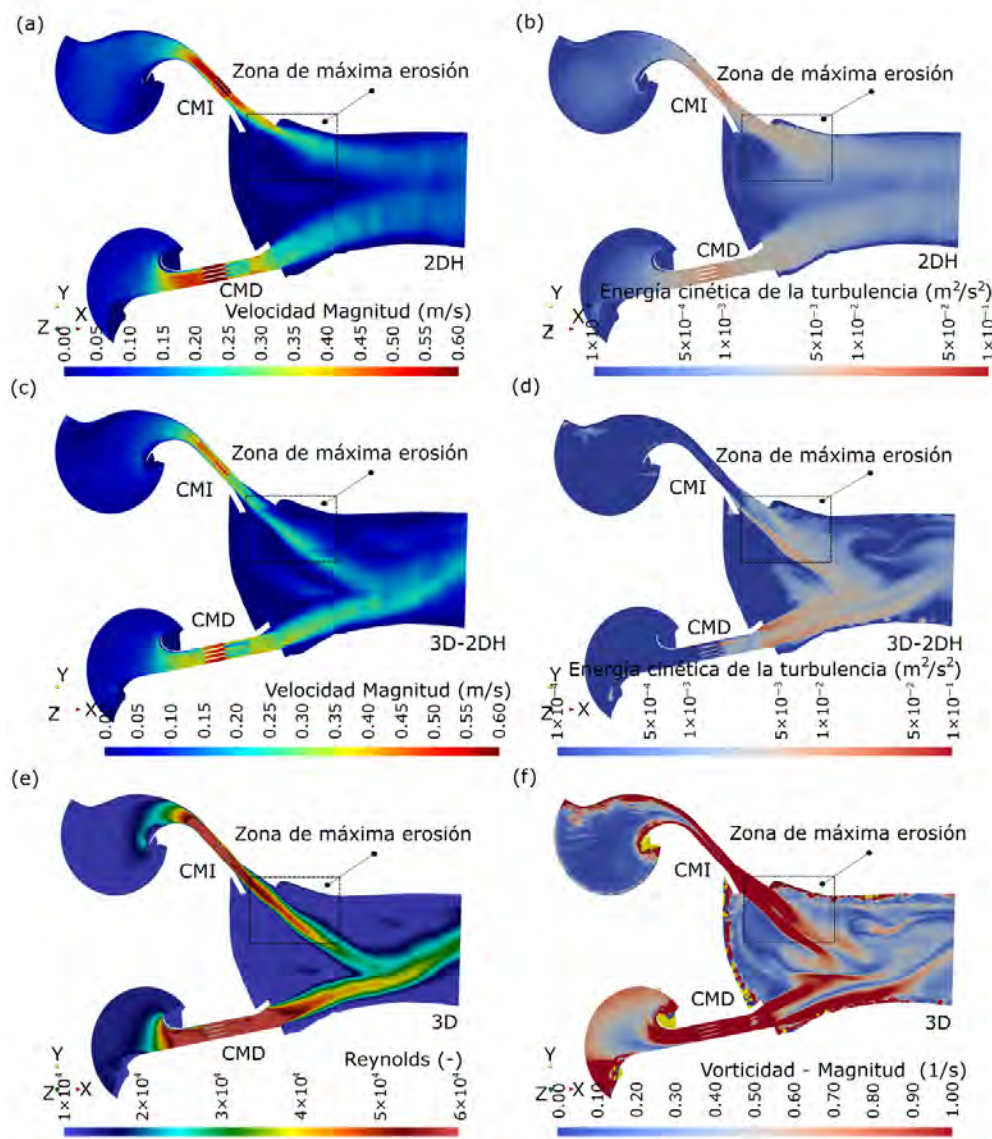 (a)
Zona de máxima erosión
CMI
CMD
2DH
Velocidad Magnitud (m/s)
Y
X
Z
0.00 0.05 0.10 0.15 0.20 0.25 0.30 0.35 0.40 0.45 0.50 0.55 0.60
(b)
Zona de máxima erosión
CMI
CMD
2DH
Energía cinética de la turbulencia (m²/s²)
Y
X
Z
5×10⁻⁴ 1×10⁻³ 5×10⁻³ 1×10⁻² 5×10⁻² 1×10⁻¹
(c)
Zona de máxima erosión
CMI
CMD
3D-2DH
Velocidad Magnitud (m/s)
Y
Z X
0.00 0.05 0.10 0.15 0.20 0.25 0.30 0.35 0.40 0.45 0.50 0.55 0.60
(d)
Zona de máxima erosión
CMI
CMD
3D-2DH
Energía cinética de la turbulencia (m²/s²)
Y
Z X
1×10⁻⁴ 5×10⁻⁴ 1×10⁻³ 5×10⁻³ 1×10⁻² 5×10⁻² 1×10⁻¹
(e)
Zona de máxima erosión
CMI
CMD
3D
Reynolds (-)
Y
Z X
1×10⁴ 2×10⁴ 3×10⁴ 4×10⁴ 5×10⁴ 6×10⁴
(f)
Zona de máxima erosión
CMI
CMD
3D
Vorticidad - Magnitud (1/s)
Y
Z X
0.00 0.10 0.20 0.30 0.40 0.50 0.60 0.70 0.80 0.90 1.00